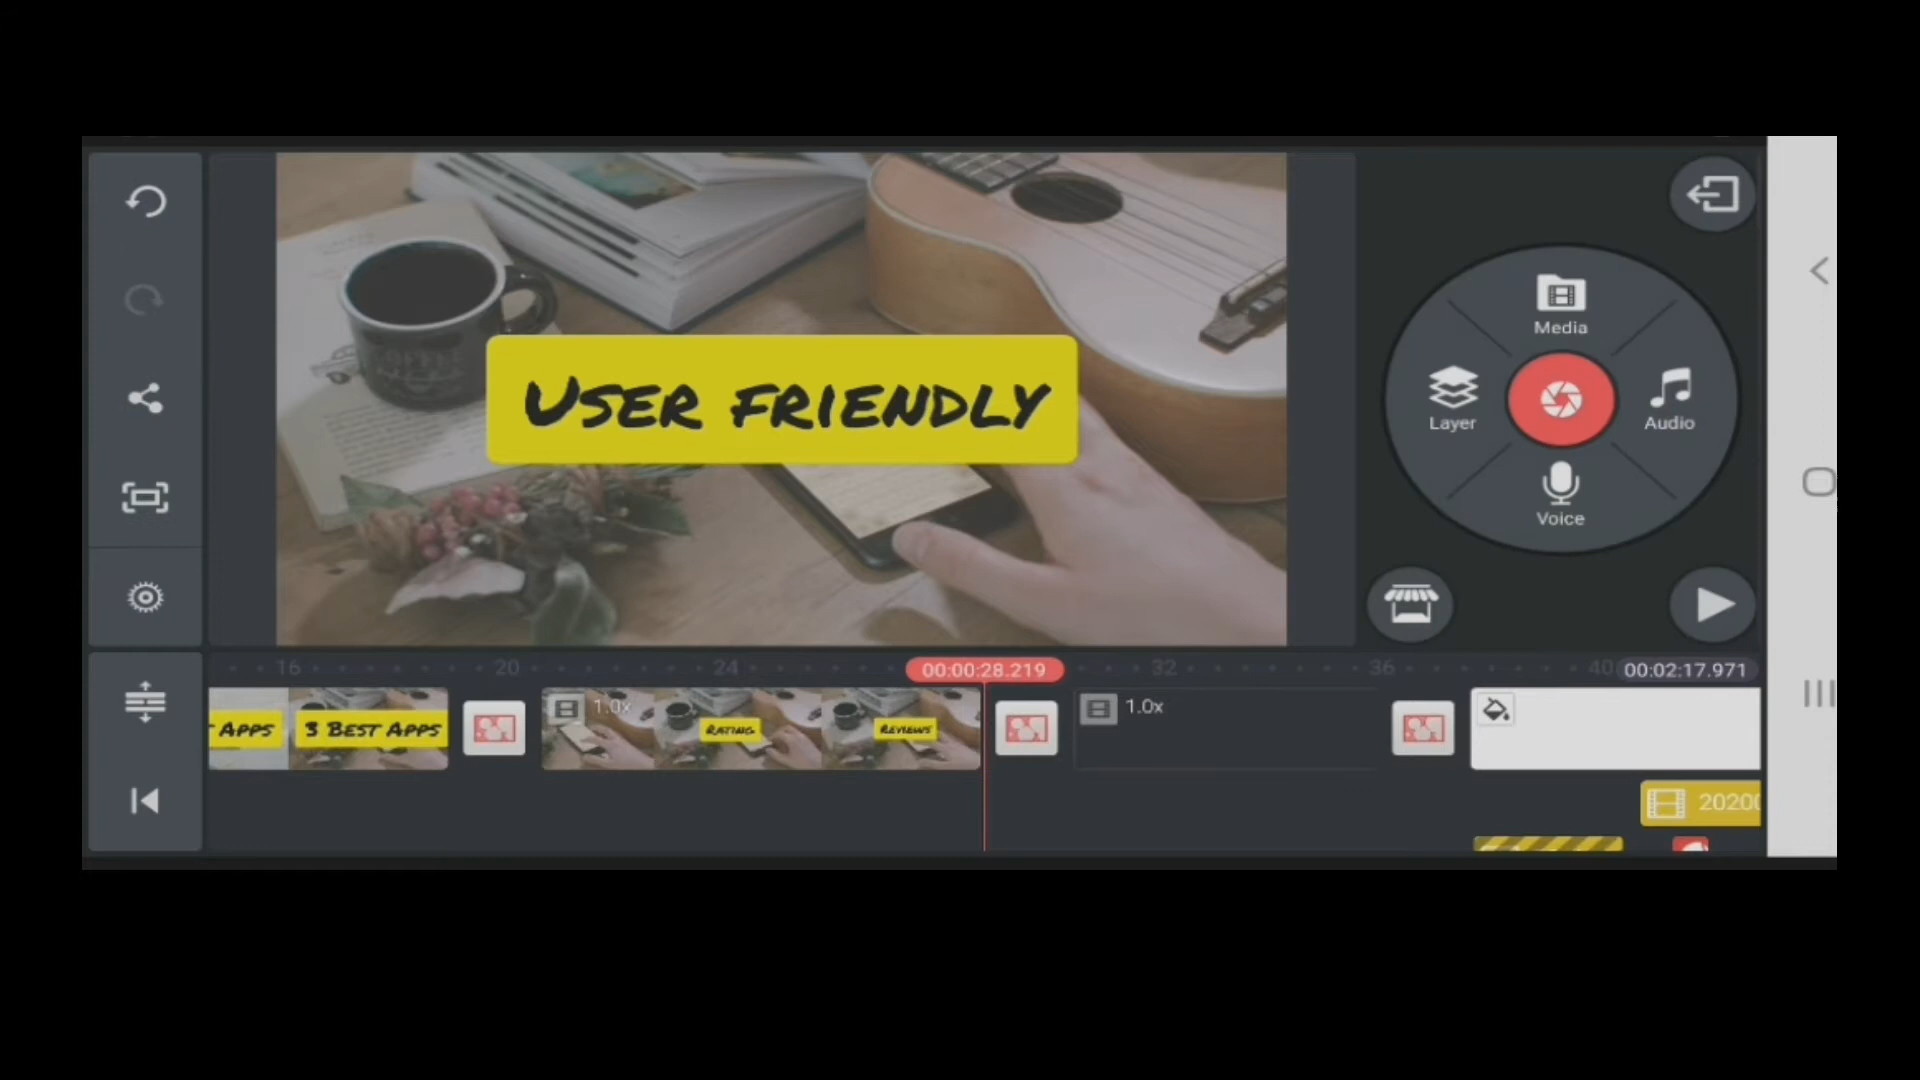 Media
USER FRIENDLY
Layer
Audio
Voice
16
20
24
00:00:28.219
32
36
40
00:02:17.971
APPS
3 BEST APPS
1.0x
RATING
REVIEWS
1.0x
2020